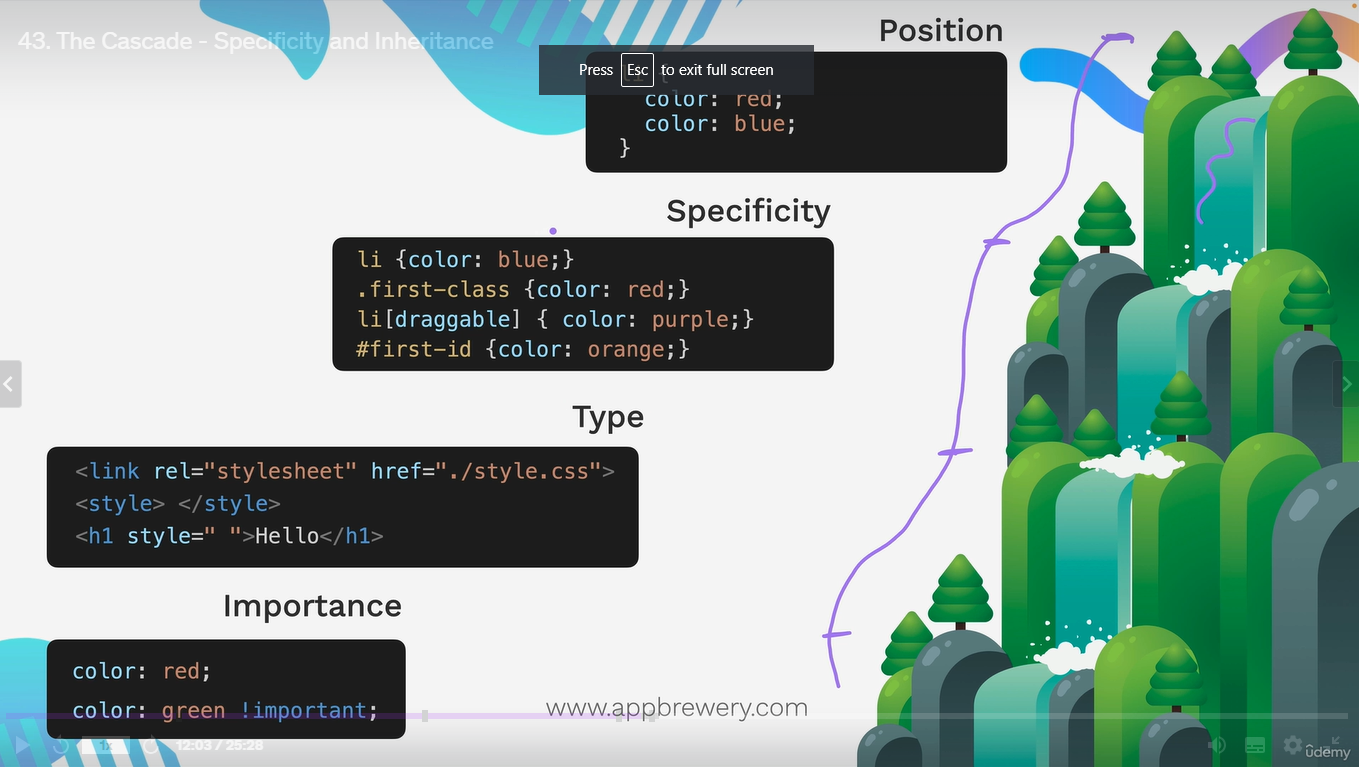 43. The Cascade - Specificity and Inheritance
Position
Press Esc to exit full screen
{
color: red;
color: blue;
}
Specificity
li {color: blue;}
.first-class {color: red;}
li[draggable] { color: purple;}
#first-id {color: orange;}
Type
<link rel="stylesheet" href="./style.css">
<style> </style>
<h1 style=" ">Hello</h1>
Importance
color: red;
color: green !important;
www.appbrewery.com
12:03 / 25:28
ûdemy